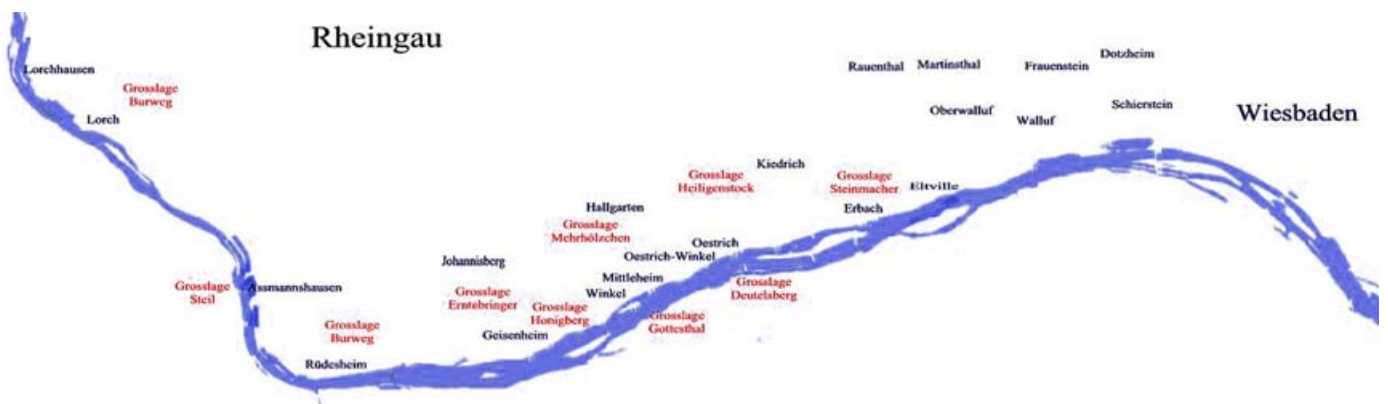 Rheingau
Lorchhausen
Grosslage
Burweg
Lorch
Rauenthal
Martinsthal
Frauenstein
Dotzheim
Oberwalluf
Walluf
Schierstein
Wiesbaden
Kiedrich
Grosslage
Heiligenstock
Grosslage
Steinmacher
Eltville
Erbach
Hallgarten
Grosslage
Mehrhölzchen
Oestrich
Oestrich-Winkel
Johannisberg
Mittleheim
Winkel
Grosslage
Steil
Assmannshausen
Grosslage
Erntebringer
Grosslage
Honigberg
Grosslage
Deutelsberg
Grosslage
Gottesthal
Geisenheim
Grosslage
Burweg
Rüdesheim